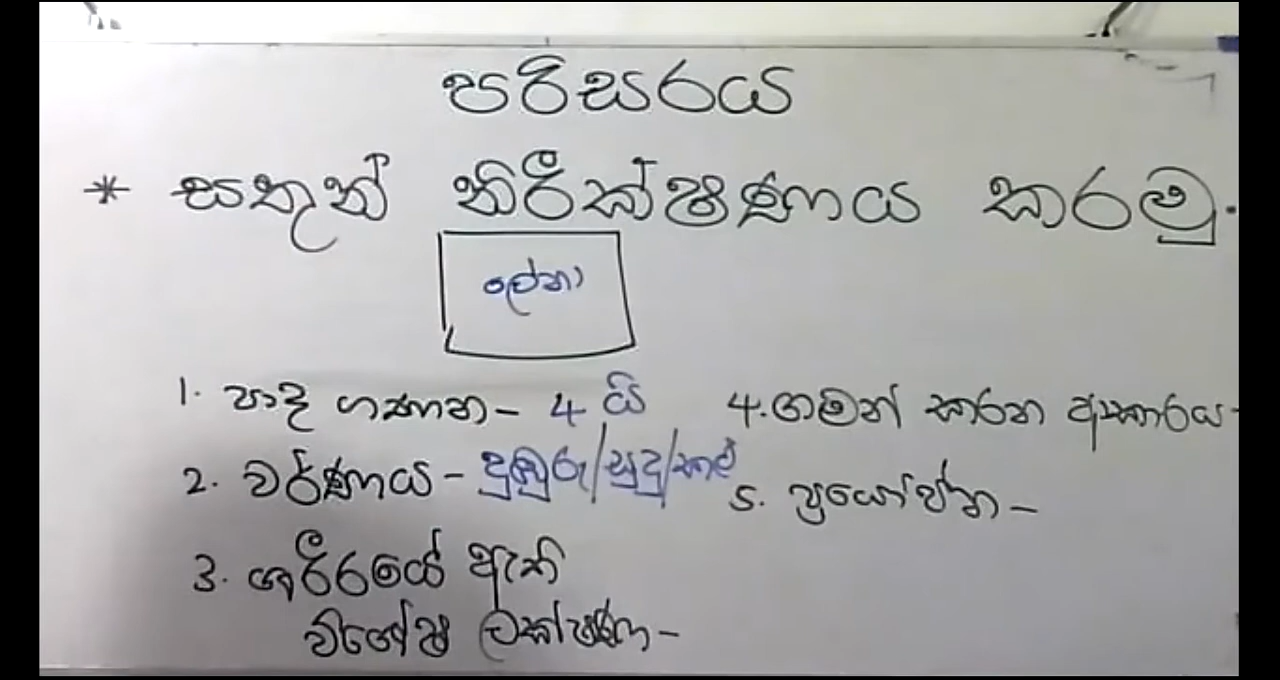 පරිසරය
* සතුන් නිරීක්ෂණය කරමු.
ලේනා
1. පාද ගණන - 4 යි
2. වර්ණය - දුඹුරු/සුදු/කළු
3. ශරීරයේ ඇති
විශේෂ ලක්ෂණ -
4. ගමන් කරන ආකාරය -
5. ප්‍රයෝජන -